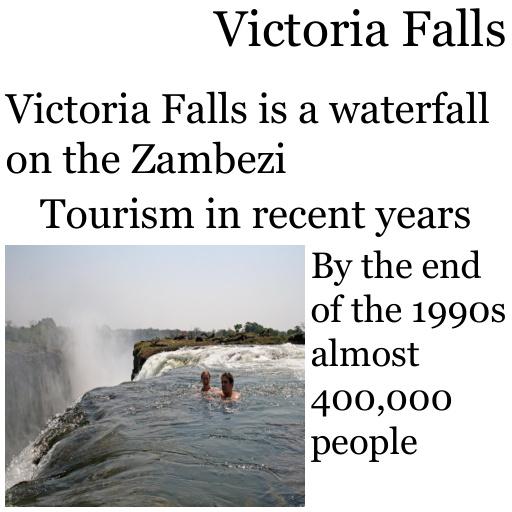 Victoria Falls
Victoria Falls is a waterfall
on the Zambezi
Tourism in recent years
By the end
of the 1990s
almost
400,000
people